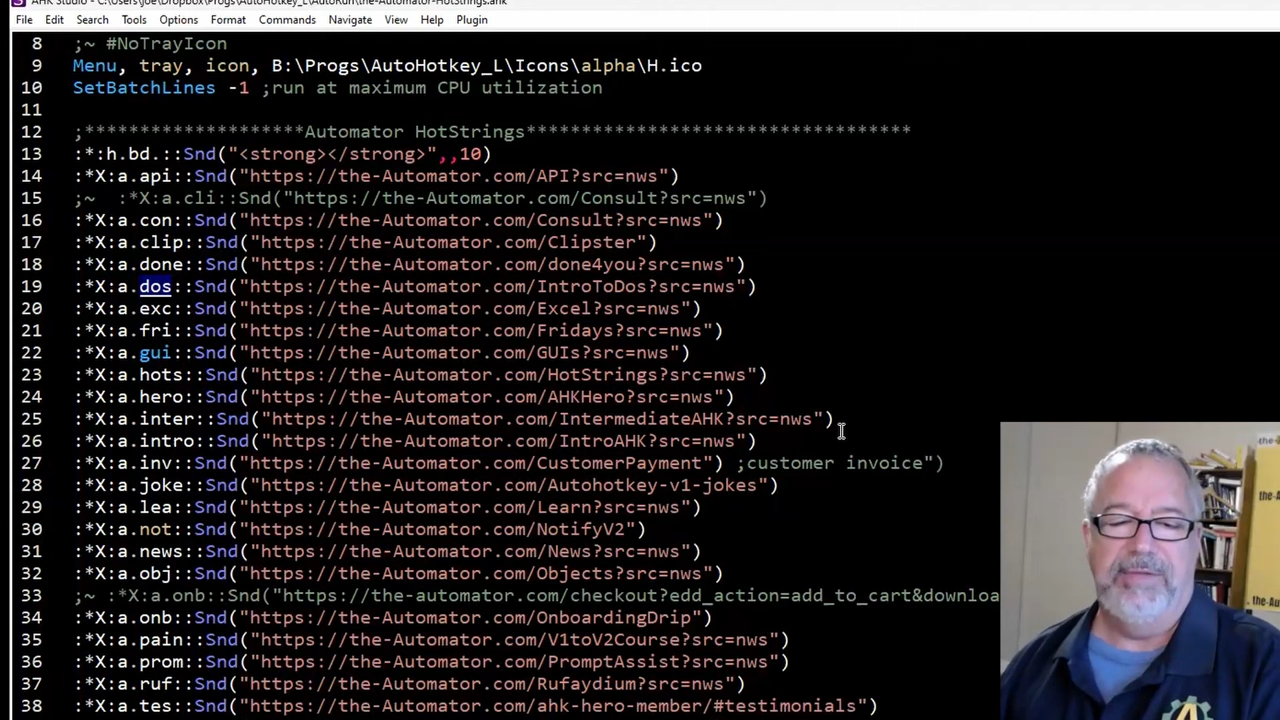 AHK Studio - C:\Users\Joe\Dropbox\Progs\AutoHotkey_L\AutoRun\the-Automator-HotStrings.ahk
File Edit Search Tools Options Format Commands Navigate View Help Plugin
8 ;~ #NoTrayIcon
9 Menu, tray, icon, B:\Progs\AutoHotkey_L\Icons\alpha\H.ico
10 SetBatchLines -1 ;run at maximum CPU utilization
11
12 ;********************Automator HotStrings***********************************
13 :*:h.bd.::Snd("<strong></strong>",,10)
14 :*X:a.api::Snd("https://the-Automator.com/API?src=nws")
15 ;~ :*X:a.cli::Snd("https://the-Automator.com/Consult?src=nws")
16 :*X:a.con::Snd("https://the-Automator.com/Consult?src=nws")
17 :*X:a.clip::Snd("https://the-Automator.com/Clipster")
18 :*X:a.done::Snd("https://the-Automator.com/done4you?src=nws")
19 :*X:a.dos::Snd("https://the-Automator.com/IntroToDos?src=nws")
20 :*X:a.exc::Snd("https://the-Automator.com/Excel?src=nws")
21 :*X:a.fri::Snd("https://the-Automator.com/Fridays?src=nws")
22 :*X:a.gui::Snd("https://the-Automator.com/GUIs?src=nws")
23 :*X:a.hots::Snd("https://the-Automator.com/HotStrings?src=nws")
24 :*X:a.hero::Snd("https://the-Automator.com/AHKHero?src=nws")
25 :*X:a.inter::Snd("https://the-Automator.com/IntermediateAHK?src=nws")
26 :*X:a.intro::Snd("https://the-Automator.com/IntroAHK?src=nws")
27 :*X:a.inv::Snd("https://the-Automator.com/CustomerPayment") ;customer invoice")
28 :*X:a.joke::Snd("https://the-Automator.com/Autohotkey-v1-jokes")
29 :*X:a.lea::Snd("https://the-Automator.com/Learn?src=nws")
30 :*X:a.not::Snd("https://the-Automator.com/NotifyV2")
31 :*X:a.news::Snd("https://the-Automator.com/News?src=nws")
32 :*X:a.obj::Snd("https://the-Automator.com/Objects?src=nws")
33 ;~ :*X:a.onb::Snd("https://the-automator.com/checkout?edd_action=add_to_cart&downloa
34 :*X:a.onb::Snd("https://the-Automator.com/OnboardingDrip")
35 :*X:a.pain::Snd("https://the-Automator.com/V1toV2Course?src=nws")
36 :*X:a.prom::Snd("https://the-Automator.com/PromptAssist?src=nws")
37 :*X:a.ruf::Snd("https://the-Automator.com/Rufaydium?src=nws")
38 :*X:a.tes::Snd("https://the-Automator.com/ahk-hero-member/#testimonials")